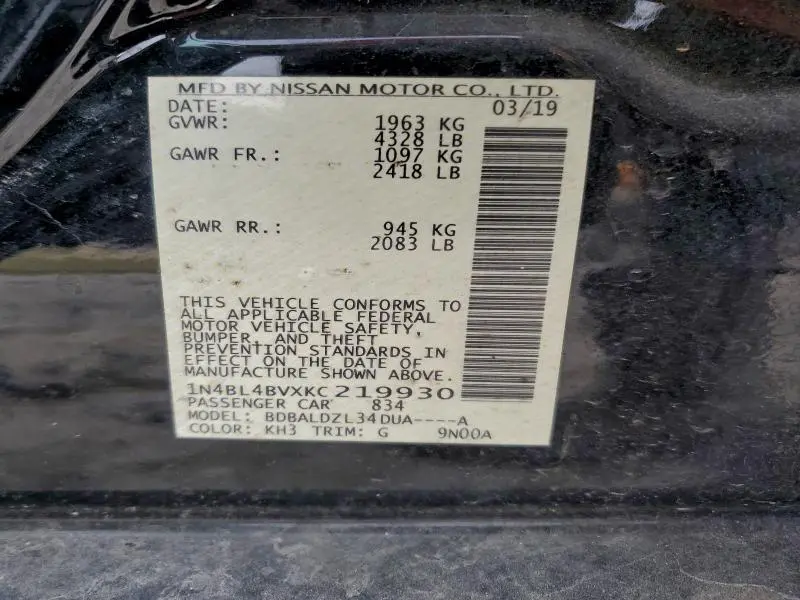 MFD BY NISSAN MOTOR CO., LTD.
DATE: 03/19
GVWR: 1963 KG
4328 LB
GAWR FR.: 1097 KG
2418 LB
GAWR RR.: 945 KG
2083 LB
THIS VEHICLE CONFORMS TO
ALL APPLICABLE FEDERAL
MOTOR VEHICLE SAFETY,
BUMPER, AND THEFT
PREVENTION STANDARDS IN
EFFECT ON THE DATE OF
MANUFACTURE SHOWN ABOVE.
1N4BL4BVXKC219930
PASSENGER CAR 834
MODEL: BDBALDZL34DUA----A
COLOR: KH3 TRIM: G 9N00A